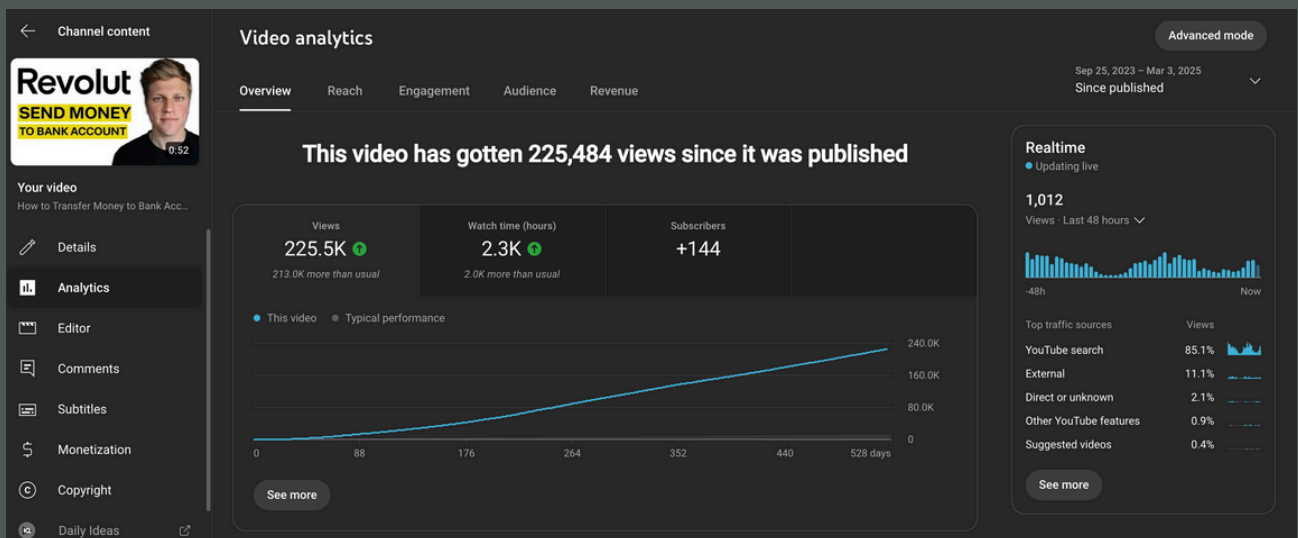 Channel content
Revolut
SEND MONEY
TO BANK ACCOUNT
0:52
Your video
How to Transfer Money to Bank Acc...
Details
Analytics
Editor
Comments
Subtitles
Monetization
Copyright
Daily Ideas
Video analytics
Advanced mode
Overview Reach Engagement Audience Revenue
Sep 25, 2023 – Mar 3, 2025
Since published
This video has gotten 225,484 views since it was published
Views
225.5K
213.0K more than usual
Watch time (hours)
2.3K
2.0K more than usual
Subscribers
+144
This video Typical performance
240.0K
160.0K
80.0K
0
0 88 176 264 352 440 528 days
See more
Realtime
Updating live
1,012
Views · Last 48 hours
-48h Now
Top traffic sources Views
YouTube search 85.1%
External 11.1%
Direct or unknown 2.1%
Other YouTube features 0.9%
Suggested videos 0.4%
See more